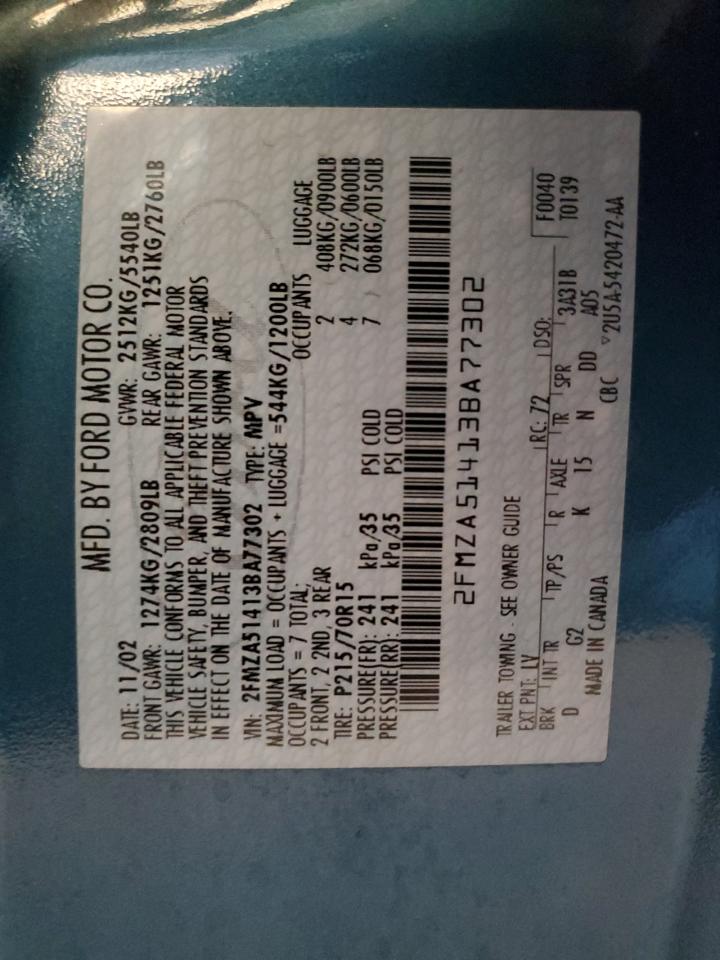 MFD. BY FORD MOTOR CO.
DATE: 11/02 GVWR: 2512KG/5540LB
FRONT GAWR: 1274KG/2809LB REAR GAWR: 1251KG/2760LB
THIS VEHICLE CONFORMS TO ALL APPLICABLE FEDERAL MOTOR
VEHICLE SAFETY, BUMPER, AND THEFT PREVENTION STANDARDS
IN EFFECT ON THE DATE OF MANUFACTURE SHOWN ABOVE.
VIN: 2FMZA51413BA77302 TYPE: MPV
MAXIMUM LOAD = OCCUPANTS + LUGGAGE =544KG/1200LB
OCCUPANTS = 7 TOTAL; OCCUPANTS LUGGAGE
2 FRONT, 2 2ND, 3 REAR 2 408KG/0900LB
TIRE: P215/70R15 4 272KG/0600LB
PRESSURE(FR): 241 kPa/35 PSI COLD 7 068KG/0150LB
PRESSURE(RR): 241 kPa/35 PSI COLD
2FMZA51413BA77302
TRAILER TOWING - SEE OWNER GUIDE
EXT PNT: LV RC: 72 DSO: F0040
BRK INT TR TP/PS R AXLE TR SPR T0139
D G2 K 15 N DD 3A31B
A05
MADE IN CANADA CBC ▽2U5A-5420472-AA